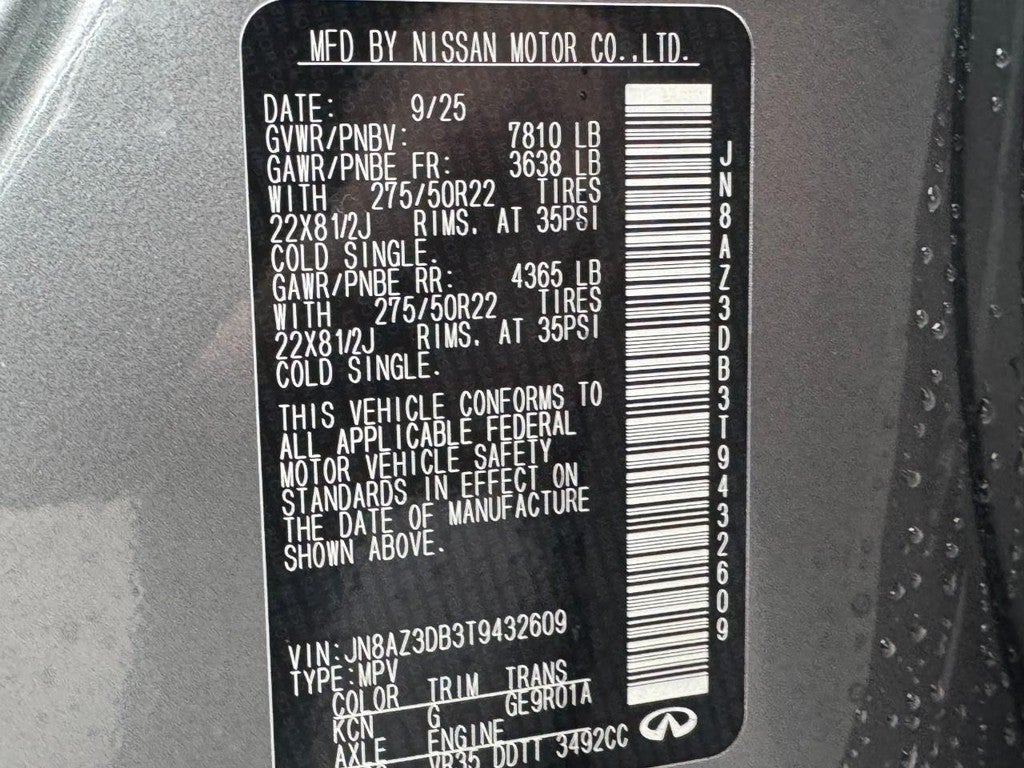 MFD BY NISSAN MOTOR CO.,LTD.
DATE: 9/25
GVWR/PNBV: 7810 LB
GAWR/PNBE FR: 3638 LB
WITH 275/50R22 TIRES
22X81/2J RIMS. AT 35PSI
COLD SINGLE.
GAWR/PNBE RR: 4365 LB
WITH 275/50R22 TIRES
22X81/2J RIMS. AT 35PSI
COLD SINGLE.
THIS VEHICLE CONFORMS TO
ALL APPLICABLE FEDERAL
MOTOR VEHICLE SAFETY
STANDARDS IN EFFECT ON
THE DATE OF MANUFACTURE
SHOWN ABOVE.
VIN:JN8AZ3DB3T9432609
TYPE:MPV
COLOR TRIM TRANS
KCN G GE9R01A
AXLE ENGINE
VR35 DDTT 3492CC
JN8AZ3DB3T9432609